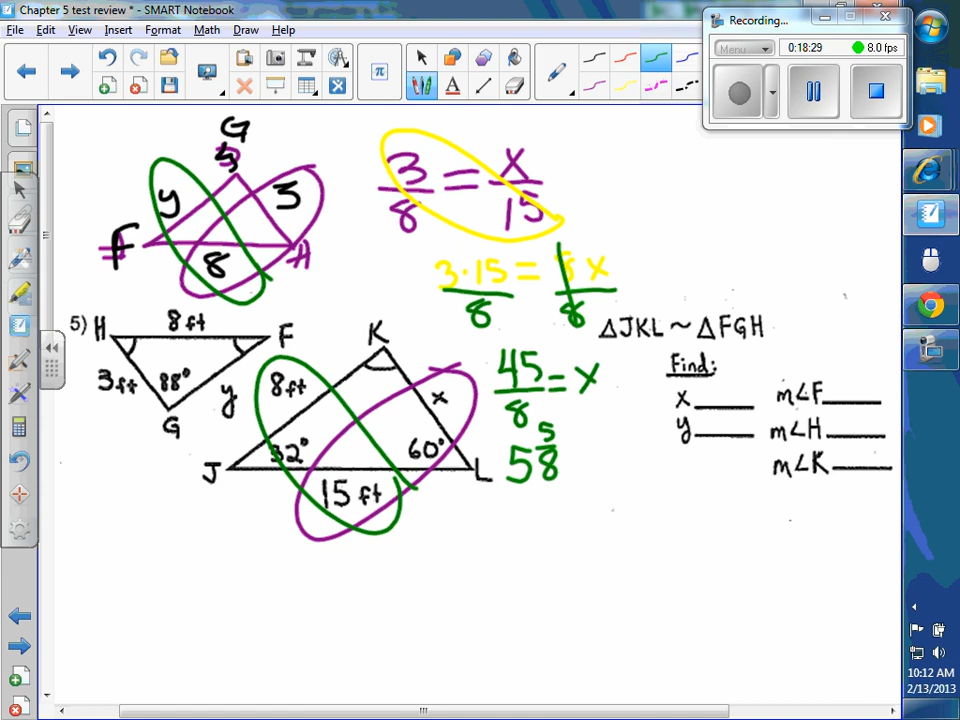 Chapter 5 test review * - SMART Notebook
File Edit View Insert Format Math Draw Help
Recording...
Menu
0:18:29
8.0 fps
π
A
G
y
3
F
8
H
3/8 = x/15
3·15 = 8x
8 8
45/8 = x
5 5/8
5)
H 8 ft F
3 ft 88° y
G
K
8 ft x
32° 60°
J L
15 ft
△JKL ~ △FGH
Find:
x____ m∠F____
y____ m∠H____
m∠K____
10:12 AM
2/13/2013